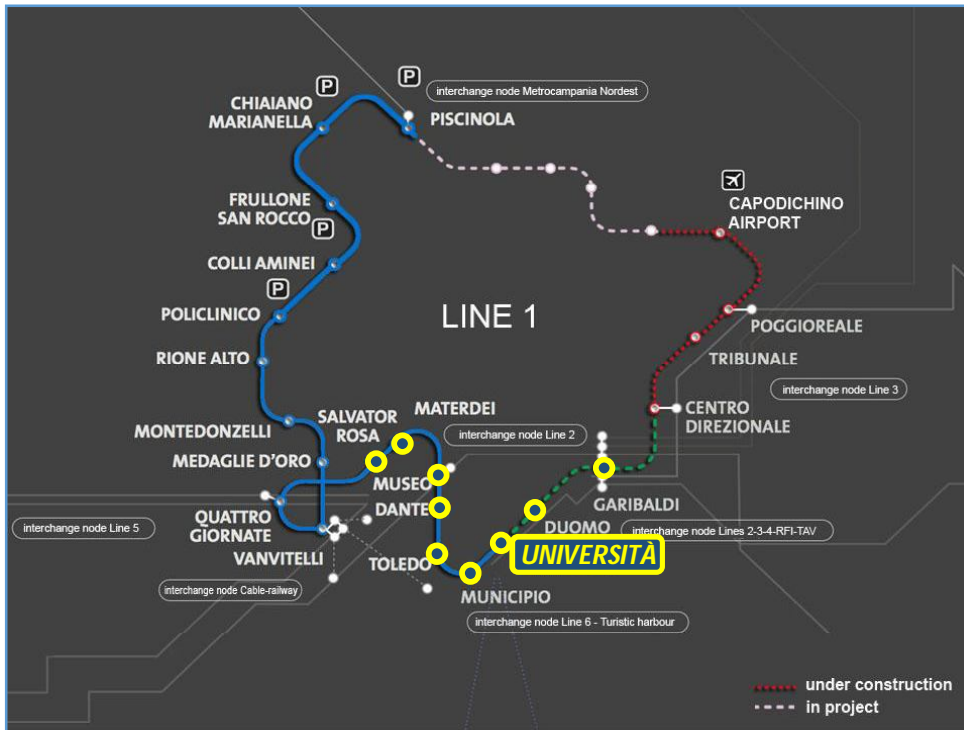 P
P
interchange node Metrocampania Nordest
CHIAIANO
MARIANELLA
PISCINOLA
FRULLONE
SAN ROCCO
P
CAPODICHINO
AIRPORT
COLLI AMINEI
P
POLICLINICO
LINE 1
POGGIOREALE
RIONE ALTO
TRIBUNALE
interchange node Line 3
SALVATOR
ROSA
MATERDEI
CENTRO
DIREZIONALE
MONTEDONZELLI
interchange node Line 2
MEDAGLIE D'ORO
MUSEO
GARIBALDI
DANTE
QUATTRO
GIORNATE
interchange node Line 5
DUOMO
interchange node Lines 2-3-4-RFI-TAV
VANVITELLI
TOLEDO
UNIVERSITÀ
interchange node Cable-railway
MUNICIPIO
interchange node Line 6 - Turistic harbour
under construction
in project